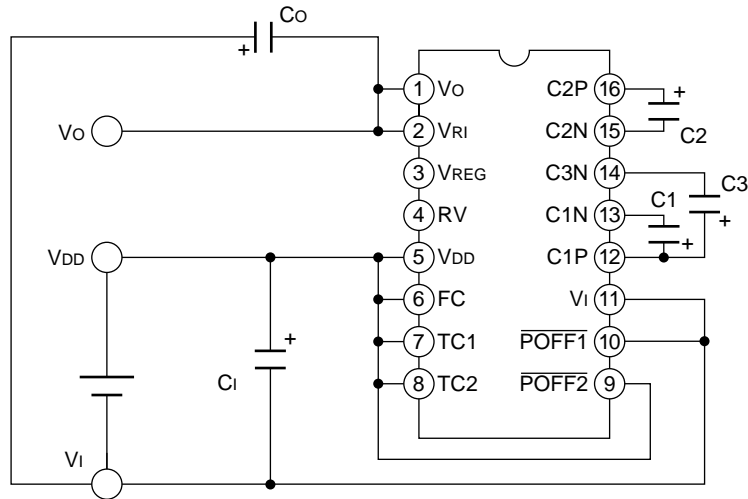 CO
+
1 VO C2P 16
+
VO
2 VRI C2N 15
C2
3 VREG C3N 14
C3
4 RV C1N 13
C1
+
VDD
5 VDD C1P 12
+
6 FC VI 11
+
7 TC1 POFF1 10
CI
8 TC2 POFF2 9
VI